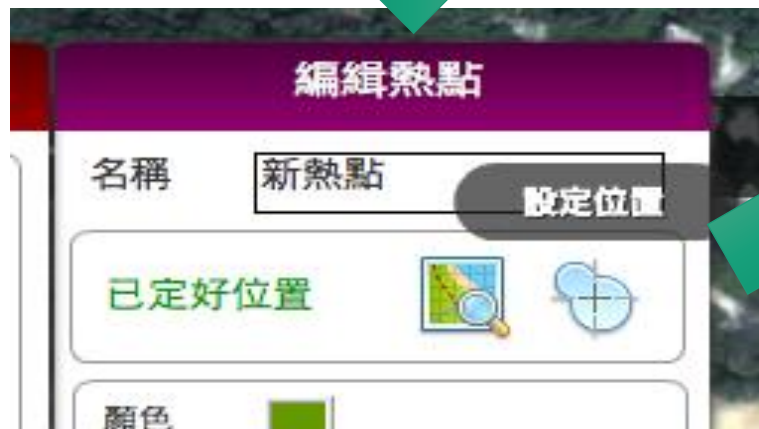 編緝熱點
名稱
新熱點
設定位置
已定好位置
顏色